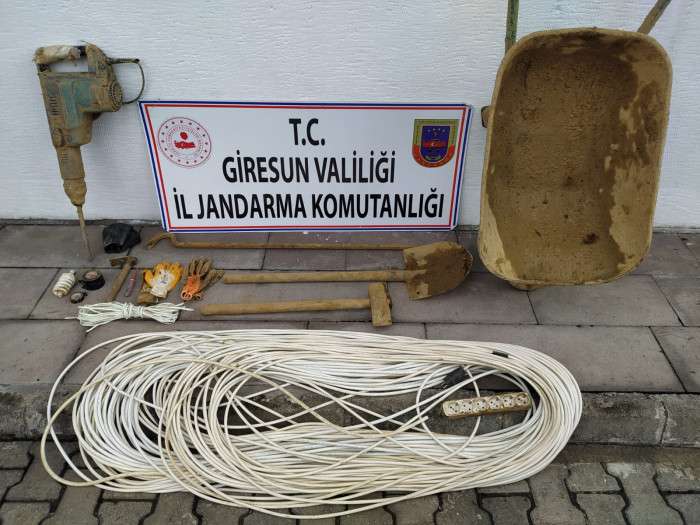 T.C.
GİRESUN VALİLİĞİ
İL JANDARMA KOMUTANLIĞI